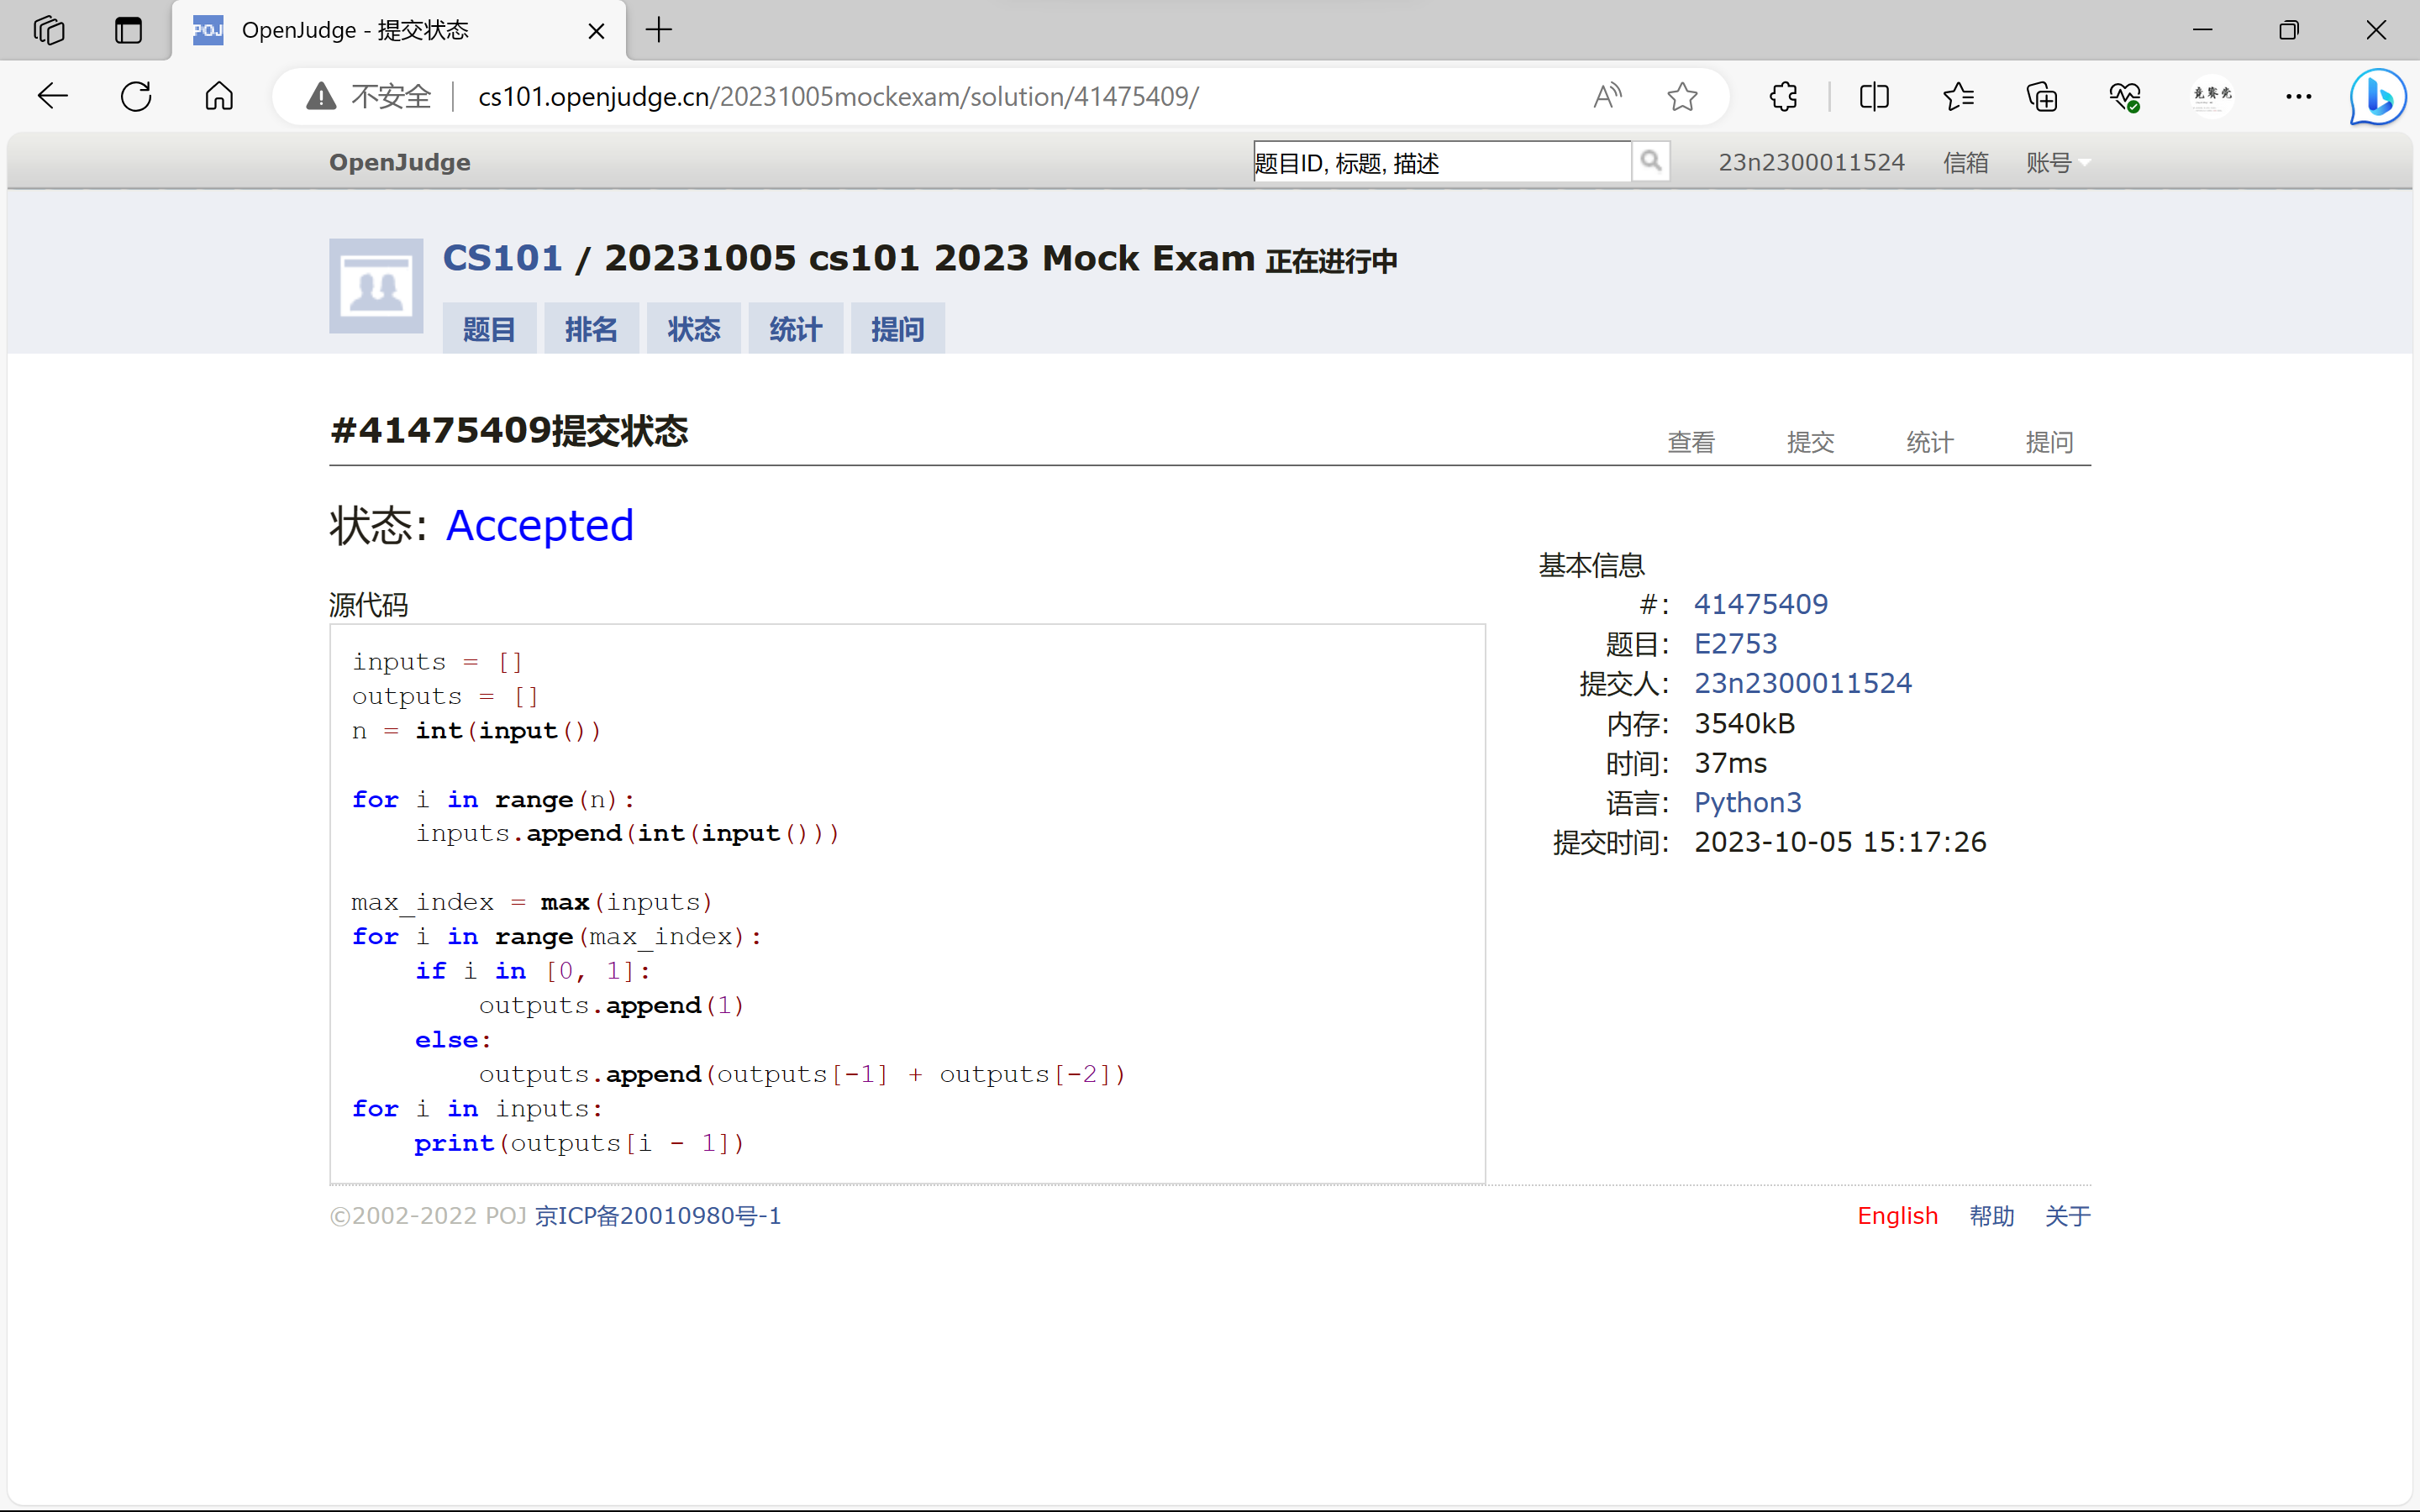 POJ OpenJudge - 提交状态
不安全 cs101.openjudge.cn/20231005mockexam/solution/41475409/
竞赛党
OpenJudge 题目ID, 标题, 描述 23n2300011524 信箱 账号
CS101 / 20231005 cs101 2023 Mock Exam 正在进行中
题目 排名 状态 统计 提问
#41475409提交状态
查看 提交 统计 提问
状态: Accepted
源代码
inputs = []
outputs = []
n = int(input())
for i in range(n):
    inputs.append(int(input()))
max_index = max(inputs)
for i in range(max_index):
    if i in [0, 1]:
        outputs.append(1)
    else:
        outputs.append(outputs[-1] + outputs[-2])
for i in inputs:
    print(outputs[i - 1])
基本信息
#: 41475409
题目: E2753
提交人: 23n2300011524
内存: 3540kB
时间: 37ms
语言: Python3
提交时间: 2023-10-05 15:17:26
©2002-2022 POJ 京ICP备20010980号-1
English 帮助 关于